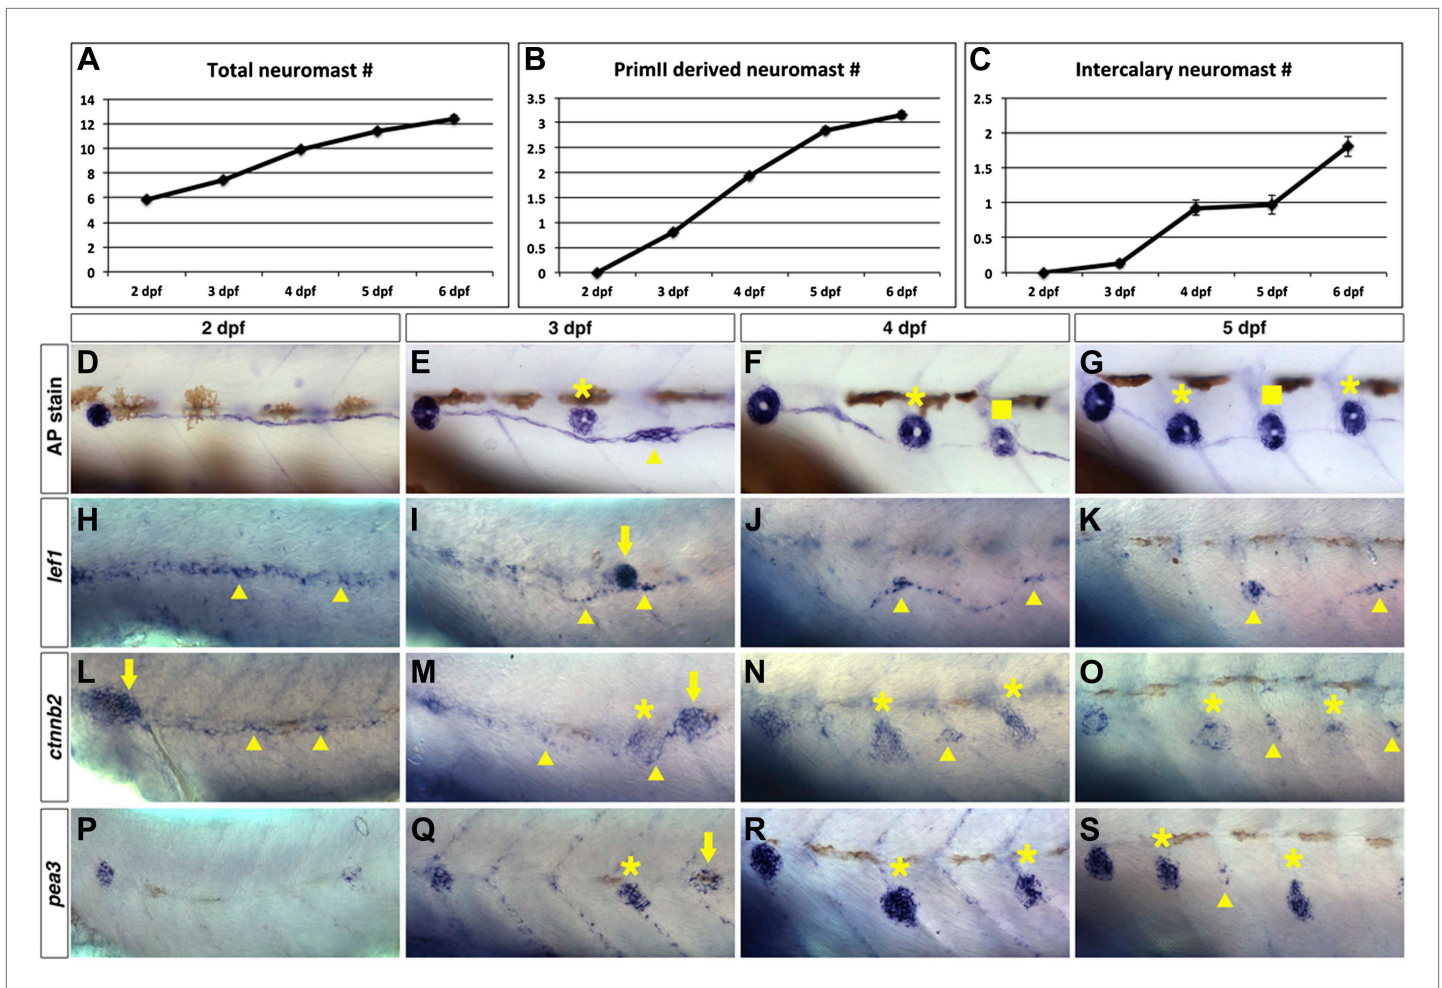 A
Total neuromast #
14
12
10
8
6
4
2
0
2 dpf 3 dpf 4 dpf 5 dpf 6 dpf
B
PrimII derived neuromast #
3.5
3
2.5
2
1.5
1
0.5
0
2 dpf 3 dpf 4 dpf 5 dpf 6 dpf
C
Intercalary neuromast #
2.5
2
1.5
1
0.5
0
2 dpf 3 dpf 4 dpf 5 dpf 6 dpf
2 dpf 3 dpf 4 dpf 5 dpf
AP stain
D E F G
lef1
H I J K
ctnnb2
L M N O
pea3
P Q R S